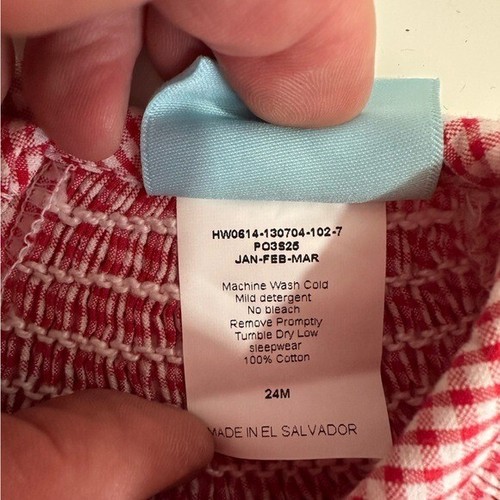 HW0614-130704-102-7
PO3S25
JAN-FEB-MAR
Machine Wash Cold
Mild detergent
No bleach
Remove Promptly
Tumble Dry Low
sleepwear
100% Cotton
24M
MADE IN EL SALVADOR